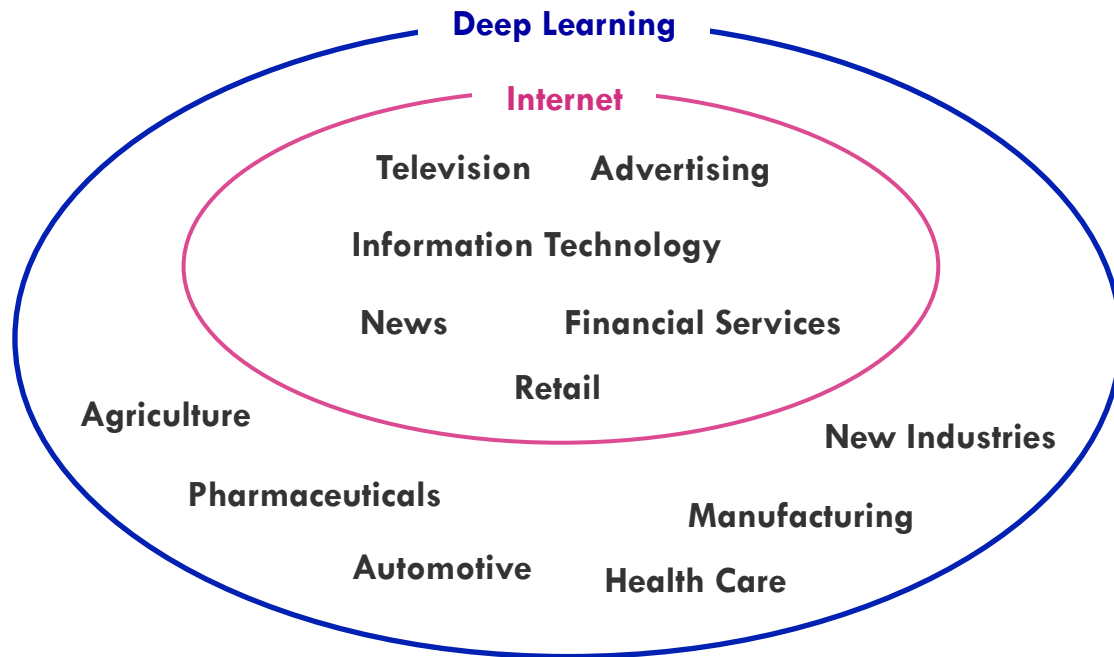 Deep Learning
Internet
Television
Advertising
Information Technology
News
Financial Services
Retail
Agriculture
New Industries
Pharmaceuticals
Manufacturing
Automotive
Health Care